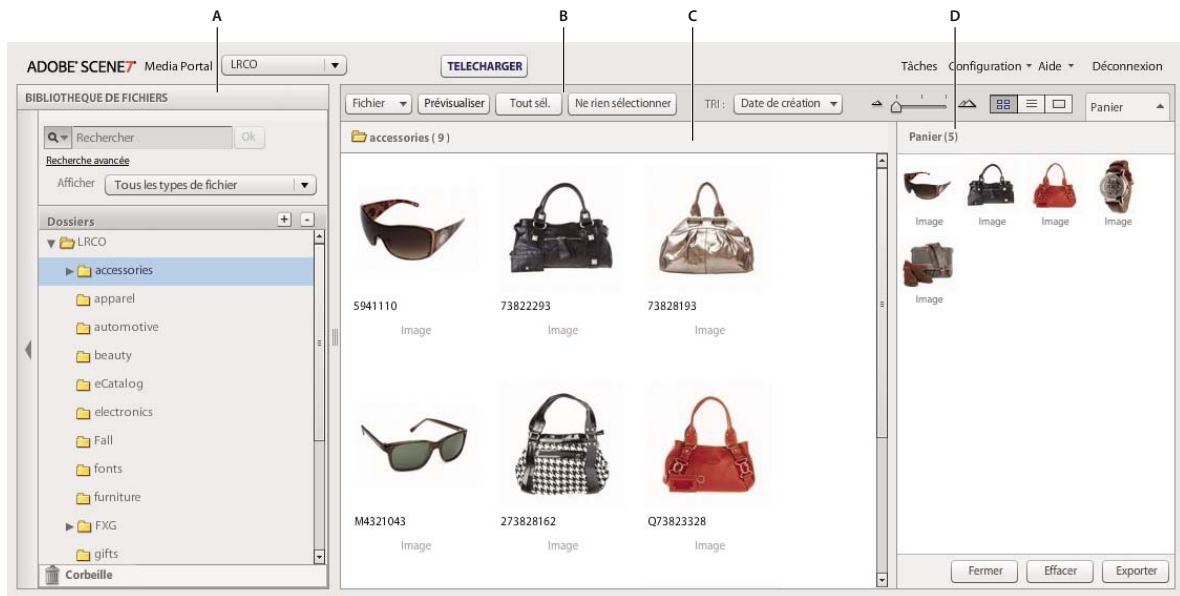 A B C D
ADOBE® SCENE7® Media Portal LRCO TELECHARGER Tâches Configuration Aide Déconnexion
BIBLIOTHEQUE DE FICHIERS
Fichier Prévisualiser Tout sél. Ne rien sélectionner TRI : Date de création Panier
Rechercher Ok
Recherche avancée
Afficher Tous les types de fichier
Dossiers + -
LRCO
accessories
apparel
automotive
beauty
eCatalog
electronics
Fall
fonts
furniture
FXG
gifts
Corbeille
accessories ( 9 )
5941110 73822293 73828193
Image Image Image
M4321043 273828162 Q73823328
Image Image Image
Panier (5)
Image Image Image Image
Image
Fermer Effacer Exporter